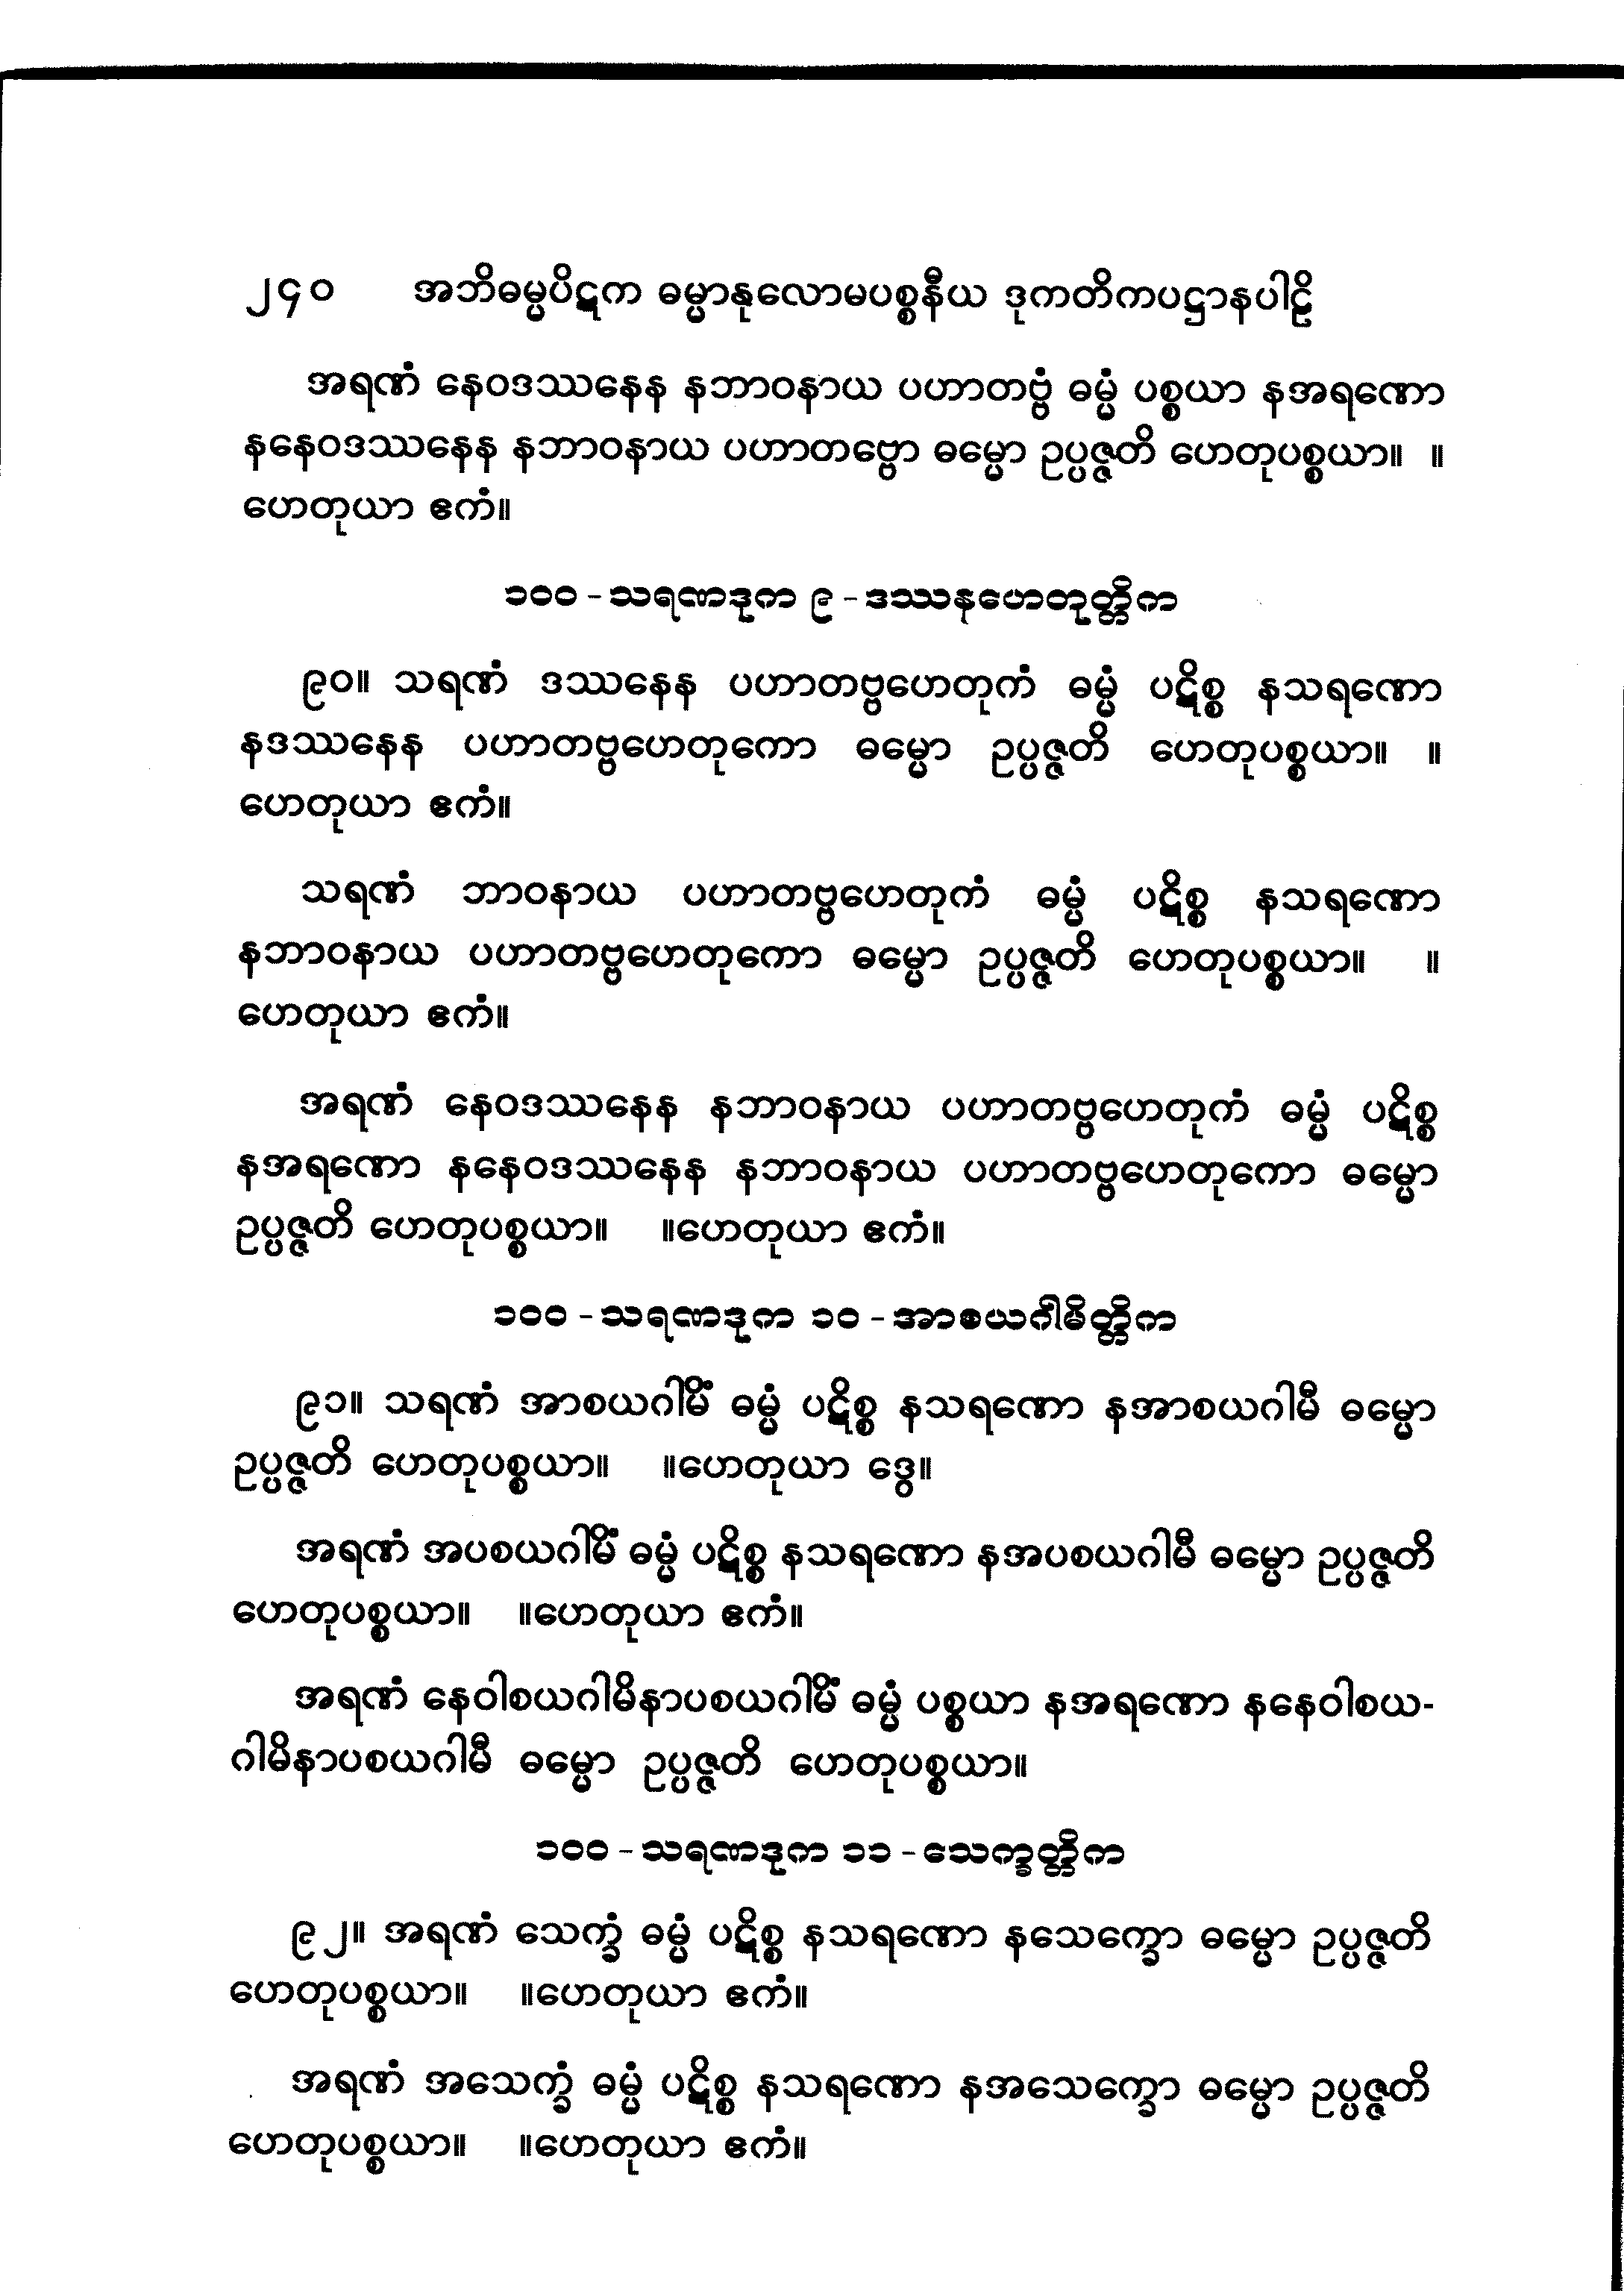 ၂၄၀ အဘိဓမ္မပိဋက ဓမ္မာနုလောမပစ္စနီယ ဒုကတိကပဋ္ဌာနပါဠိ
အရဏံ နေဝဒဿနေန နဘာဝနာယ ပဟာတဗ္ဗံ ဓမ္မံ ပစ္စယာ နအရဏော
နနေဝဒဿနေန နဘာဝနာယ ပဟာတဗ္ဗော ဓမ္မော ဥပ္ပဇ္ဇတိ ဟေတုပစ္စယာ။ ။
ဟေတုယာ ဧကံ။
၁၀၀ - သရဏဒုက ၉ - ဒဿနဟေတုတ္တိက
၉၀။ သရဏံ ဒဿနေန ပဟာတဗ္ဗဟေတုကံ ဓမ္မံ ပဋိစ္စ နသရဏော
နဒဿနေန ပဟာတဗ္ဗဟေတုကော ဓမ္မော ဥပ္ပဇ္ဇတိ ဟေတုပစ္စယာ။ ။
ဟေတုယာ ဧကံ။
သရဏံ ဘာဝနာယ ပဟာတဗ္ဗဟေတုကံ ဓမ္မံ ပဋိစ္စ နသရဏော
နဘာဝနာယ ပဟာတဗ္ဗဟေတုကော ဓမ္မော ဥပ္ပဇ္ဇတိ ဟေတုပစ္စယာ။ ။
ဟေတုယာ ဧကံ။
အရဏံ နေဝဒဿနေန နဘာဝနာယ ပဟာတဗ္ဗဟေတုကံ ဓမ္မံ ပဋိစ္စ
နအရဏော နနေဝဒဿနေန နဘာဝနာယ ပဟာတဗ္ဗဟေတုကော ဓမ္မော
ဥပ္ပဇ္ဇတိ ဟေတုပစ္စယာ။ ။ဟေတုယာ ဧကံ။
၁၀၀ - သရဏဒုက ၁၀ - အာစယဂါမိတ္တိက
၉၁။ သရဏံ အာစယဂါမိံ ဓမ္မံ ပဋိစ္စ နသရဏော နအာစယဂါမီ ဓမ္မော
ဥပ္ပဇ္ဇတိ ဟေတုပစ္စယာ။ ။ဟေတုယာ ဒွေ။
အရဏံ အပစယဂါမိံ ဓမ္မံ ပဋိစ္စ နသရဏော နအပစယဂါမီ ဓမ္မော ဥပ္ပဇ္ဇတိ
ဟေတုပစ္စယာ။ ။ဟေတုယာ ဧကံ။
အရဏံ နေဝါစယဂါမိနာပစယဂါမိံ ဓမ္မံ ပစ္စယာ နအရဏော နနေဝါစယ-
ဂါမိနာပစယဂါမီ ဓမ္မော ဥပ္ပဇ္ဇတိ ဟေတုပစ္စယာ။
၁၀၀ - သရဏဒုက ၁၁ - သေက္ခတ္တိက
၉၂။ အရဏံ သေက္ခံ ဓမ္မံ ပဋိစ္စ နသရဏော နသေက္ခော ဓမ္မော ဥပ္ပဇ္ဇတိ
ဟေတုပစ္စယာ။ ။ဟေတုယာ ဧကံ။
အရဏံ အသေက္ခံ ဓမ္မံ ပဋိစ္စ နသရဏော နအသေက္ခော ဓမ္မော ဥပ္ပဇ္ဇတိ
ဟေတုပစ္စယာ။ ။ဟေတုယာ ဧကံ။